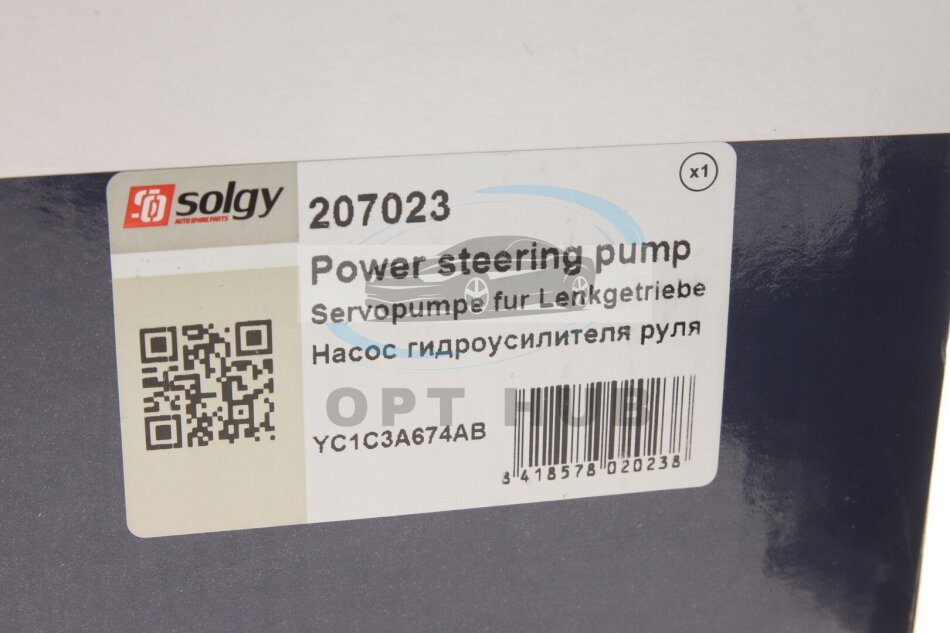 solgy
AUTO SPARE PARTS
207023
x1
Power steering pump
Servopumpe fur Lenkgetriebe
Насос гидроусилителя руля
OPT HUB
YC1C3A674AB
8 418578 020238